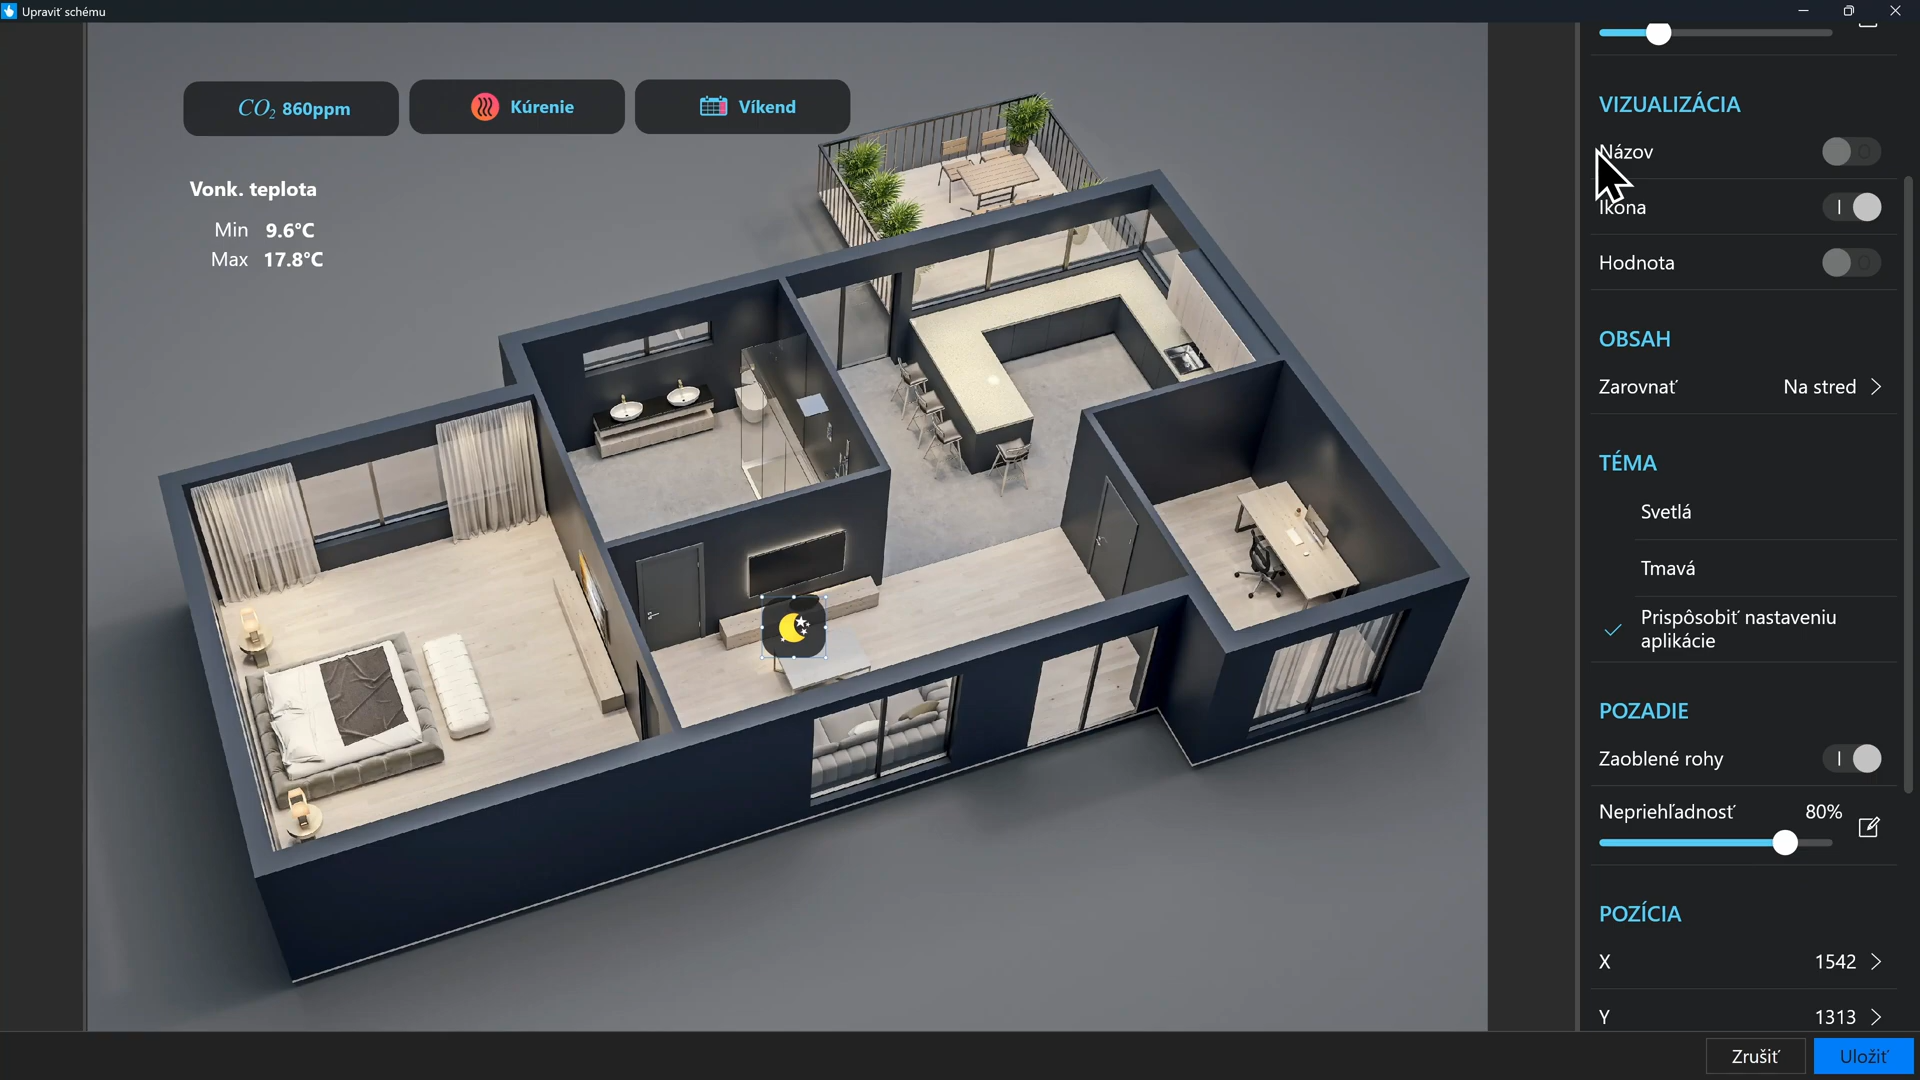 Upraviť schému
CO₂ 860ppm
Kúrenie
Víkend
Vonk. teplota
Min 9.6°C
Max 17.8°C
VIZUALIZÁCIA
Názov
Ikona
Hodnota
OBSAH
Zarovnať Na stred
TÉMA
Svetlá
Tmavá
Prispôsobiť nastaveniu
aplikácie
POZADIE
Zaoblené rohy
Nepriehľadnosť 80%
POZÍCIA
X 1542
Y 1313
Zrušiť Uložiť